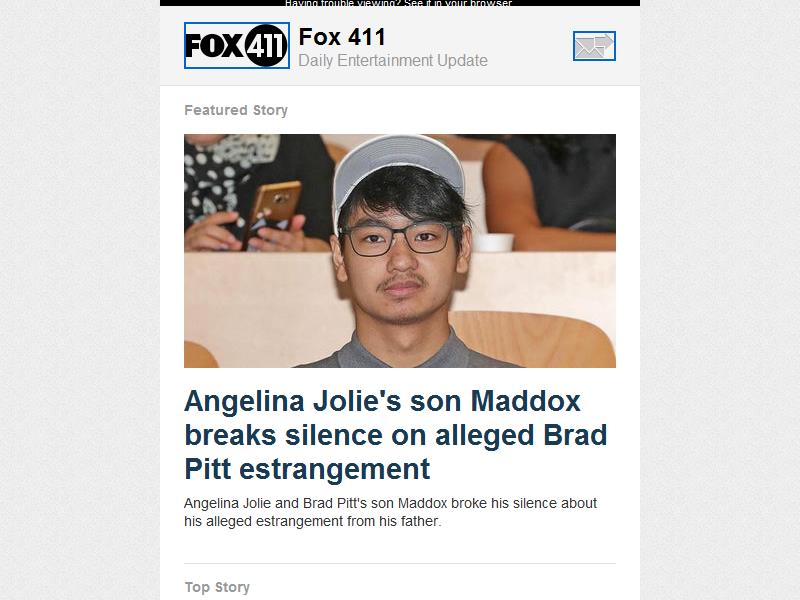 Having trouble viewing? See it in your browser
FOX 411
Fox 411
Daily Entertainment Update
Featured Story
Angelina Jolie's son Maddox
breaks silence on alleged Brad
Pitt estrangement
Angelina Jolie and Brad Pitt's son Maddox broke his silence about
his alleged estrangement from his father.
Top Story